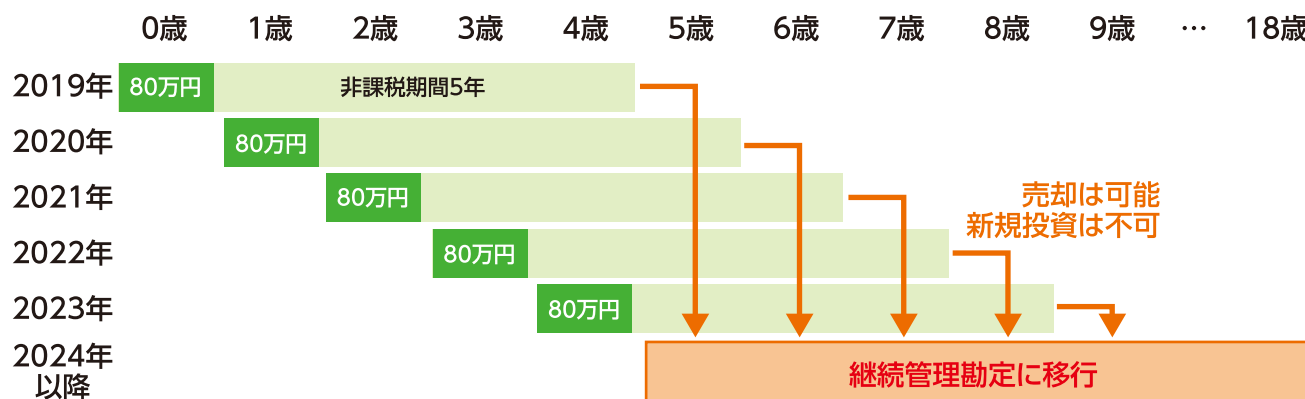 0歳 1歳 2歳 3歳 4歳 5歳 6歳 7歳 8歳 9歳 … 18歳
2019年 80万円 非課税期間5年
2020年 80万円
2021年 80万円
売却は可能
新規投資は不可
2022年 80万円
2023年 80万円
2024年
以降
継続管理勘定に移行